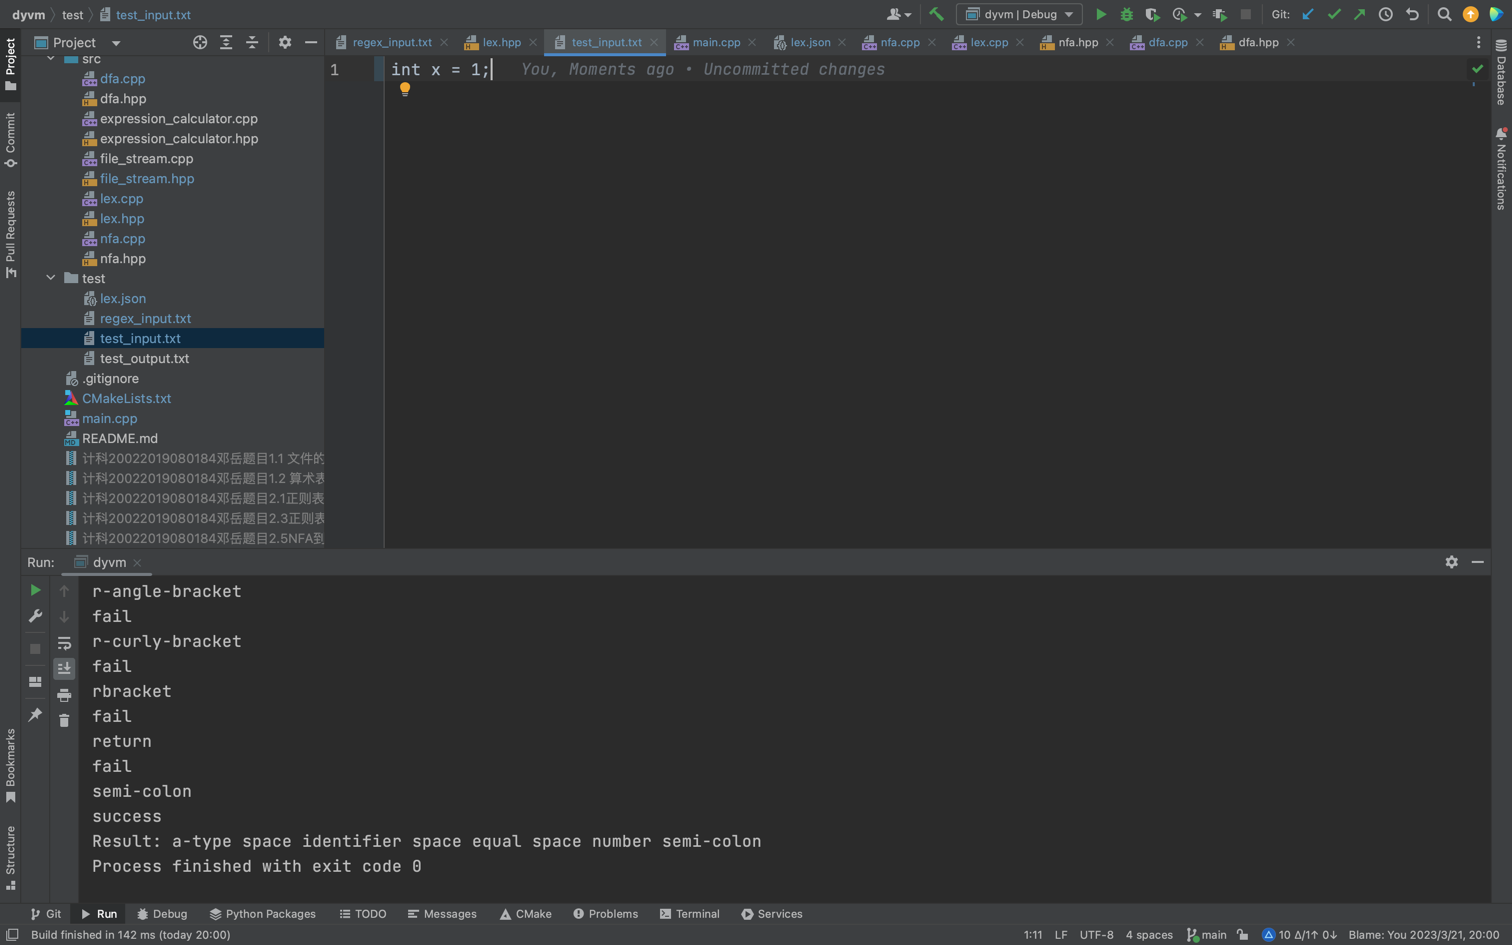 dyvm test test_input.txt
dyvm | Debug
Git:
Project
regex_input.txt lex.hpp test_input.txt main.cpp lex.json nfa.cpp lex.cpp nfa.hpp dfa.cpp dfa.hpp
Project
Commit
Pull Requests
Bookmarks
Structure
Database
Notifications
src
dfa.cpp
dfa.hpp
expression_calculator.cpp
expression_calculator.hpp
file_stream.cpp
file_stream.hpp
lex.cpp
lex.hpp
nfa.cpp
nfa.hpp
test
lex.json
regex_input.txt
test_input.txt
test_output.txt
.gitignore
CMakeLists.txt
main.cpp
README.md
计科20022019080184邓岳题目1.1 文件的
计科20022019080184邓岳题目1.2 算术表
计科20022019080184邓岳题目2.1正则表
计科20022019080184邓岳题目2.3正则表
计科20022019080184邓岳题目2.5NFA到
1 int x = 1; You, Moments ago • Uncommitted changes
Run: dyvm
r-angle-bracket
fail
r-curly-bracket
fail
rbracket
fail
return
fail
semi-colon
success
Result: a-type space identifier space equal space number semi-colon
Process finished with exit code 0
Git Run Debug Python Packages TODO Messages CMake Problems Terminal Services
Build finished in 142 ms (today 20:00)
1:11 LF UTF-8 4 spaces main 10 Δ/1↑ 0↓ Blame: You 2023/3/21, 20:00